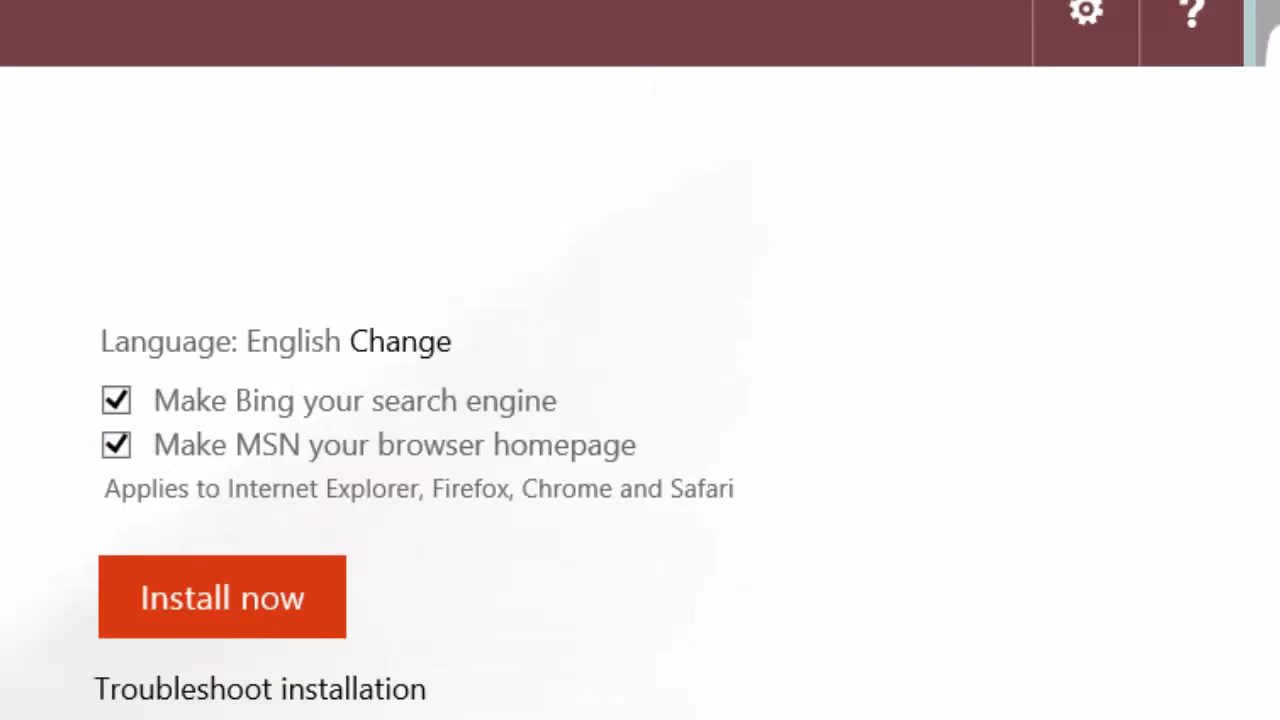 ?
Language: English Change
Make Bing your search engine
Make MSN your browser homepage
Applies to Internet Explorer, Firefox, Chrome and Safari
Install now
Troubleshoot installation